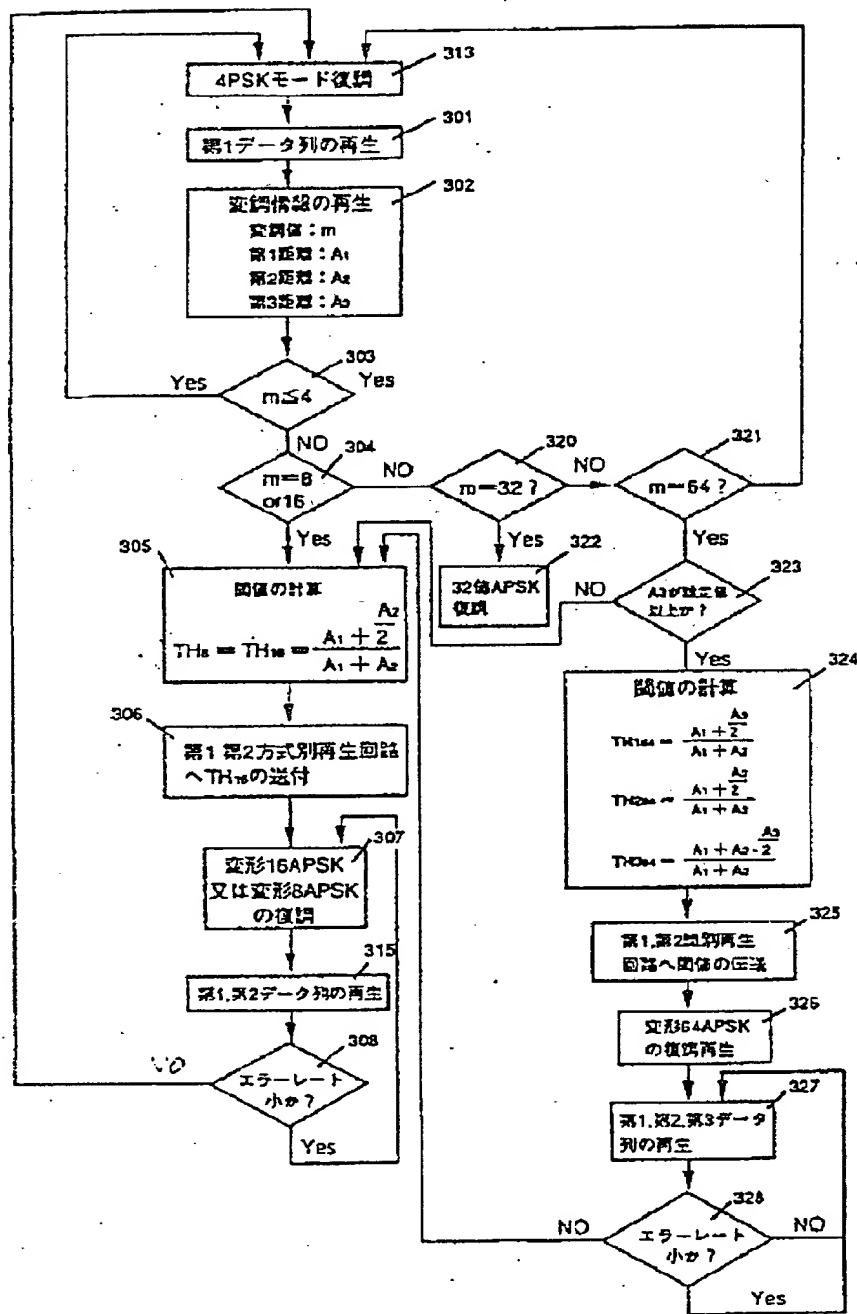 313
4PSKモード復調
301
第1データ列の再生
302
変調情報の再生
変調値：m
第1距離：A1
第2距離：A2
第3距離：A3
303
Yes
Yes
m≦4
NO
304
m=8
or16
NO
320
m=32？
NO
321
m=64？
Yes
Yes
322
32値APSK
復調
Yes
323
A3が設定値
以上か？
NO
Yes
305
閾値の計算
TH8 = TH16 = (A1 + A2/2) / (A1 + A2)
306
第1 第2方式別再生回路
へTH16の送付
307
変形16APSK
又は変形8APSK
の復調
315
第1,第2データ列の再生
308
NO
エラーレート
小か？
Yes
324
閾値の計算
TH164 = (A1 + A3/2) / (A1 + A2)
TH264 = (A1 + /2) / (A1 + A2)
TH364 = (A1 + A2 - A3/2) / (A1 + A2)
325
第1,第2識別再生
回路へ閾値の
326
変形64APSK
の復調再生
327
第1,第2,第3データ
列の再生
328
NO
エラーレート
小か？
NO
Yes